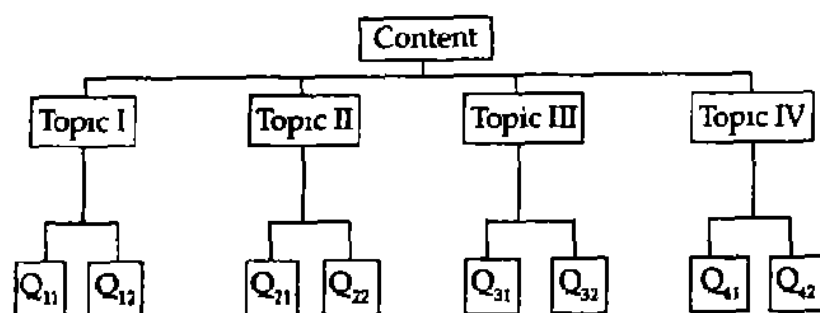 Content
Topic I Topic II Topic III Topic IV
Q₁₁ Q₁₂ Q₂₁ Q₂₂ Q₃₁ Q₃₂ Q₄₁ Q₄₂